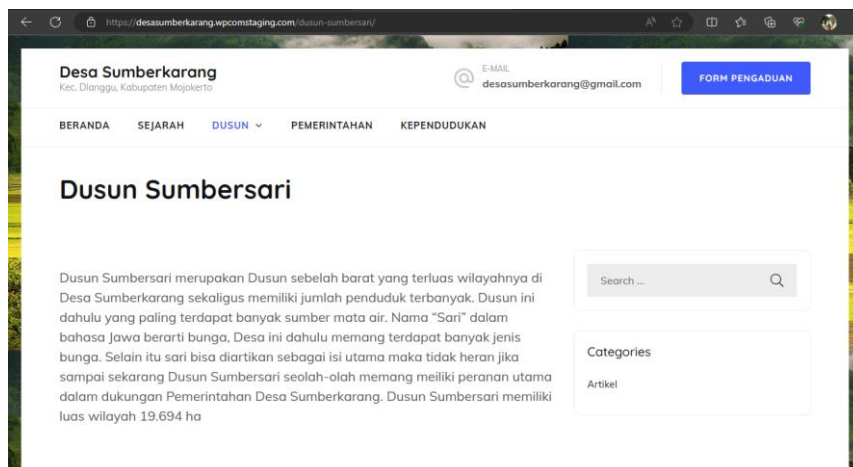 https://desasumberkarang.wpcomstaging.com/dusun-sumbersari/
Desa Sumberkarang
Kec. Dlanggu, Kabupaten Mojokerto
E-MAIL
desasumberkarang@gmail.com
FORM PENGADUAN
BERANDA SEJARAH DUSUN PEMERINTAHAN KEPENDUDUKAN
Dusun Sumbersari
Dusun Sumbersari merupakan Dusun sebelah barat yang terluas wilayahnya di
Desa Sumberkarang sekaligus memiliki jumlah penduduk terbanyak. Dusun ini
dahulu yang paling terdapat banyak sumber mata air. Nama “Sari” dalam
bahasa Jawa berarti bunga, Desa ini dahulu memang terdapat banyak jenis
bunga. Selain itu sari bisa diartikan sebagai isi utama maka tidak heran jika
sampai sekarang Dusun Sumbersari seolah-olah memang meiliki peranan utama
dalam dukungan Pemerintahan Desa Sumberkarang. Dusun Sumbersari memiliki
luas wilayah 19.694 ha
Search ...
Categories
Artikel